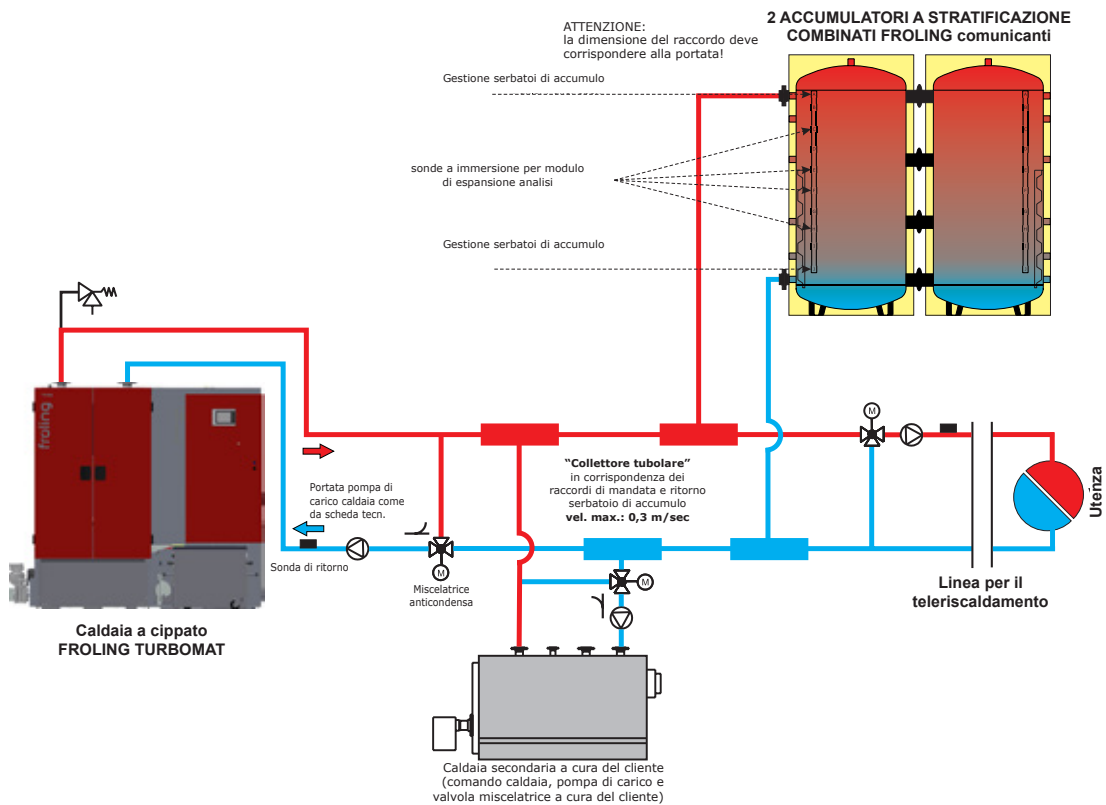 2 ACCUMULATORI A STRATIFICAZIONE
COMBINATI FROLING comunicanti
ATTENZIONE:
la dimensione del raccordo deve
corrispondere alla portata!
Gestione serbatoi di accumulo
sonde a immersione per modulo
di espansione analisi
Gestione serbatoi di accumulo
froling
M
"Collettore tubolare"
in corrispondenza dei
raccordi di mandata e ritorno
serbatoio di accumulo
vel. max.: 0,3 m/sec
Utenza
Portata pompa di
carico caldaia come
da scheda tecn.
Sonda di ritorno
M
Miscelatrice
anticondensa
M
Linea per il
teleriscaldamento
Caldaia a cippato
FROLING TURBOMAT
Caldaia secondaria a cura del cliente
(comando caldaia, pompa di carico e
valvola miscelatrice a cura del cliente)